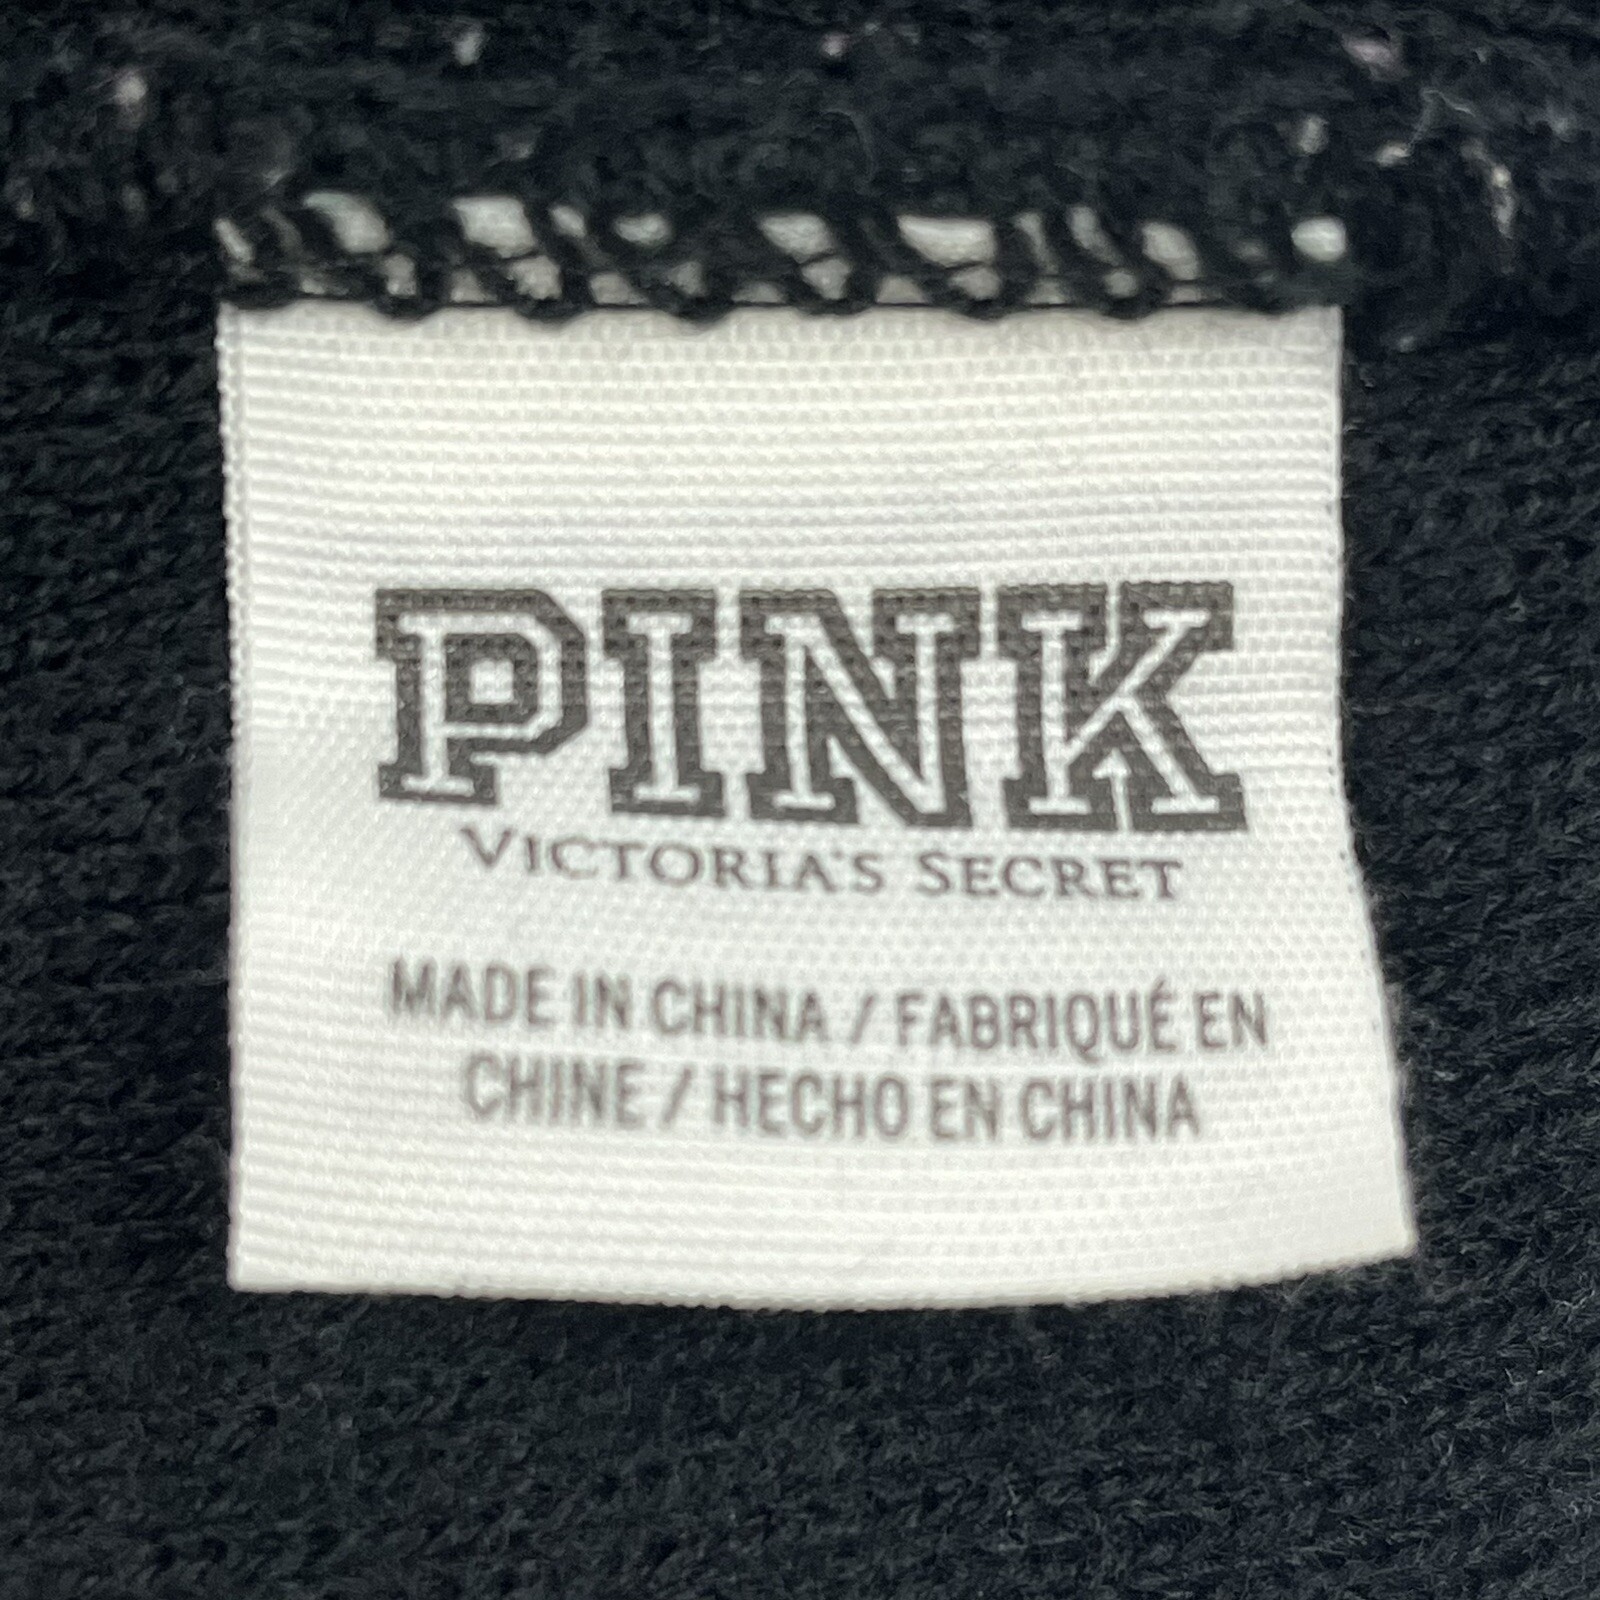 PINK
VICTORIA'S SECRET
MADE IN CHINA / FABRIQUÉ EN
CHINE / HECHO EN CHINA